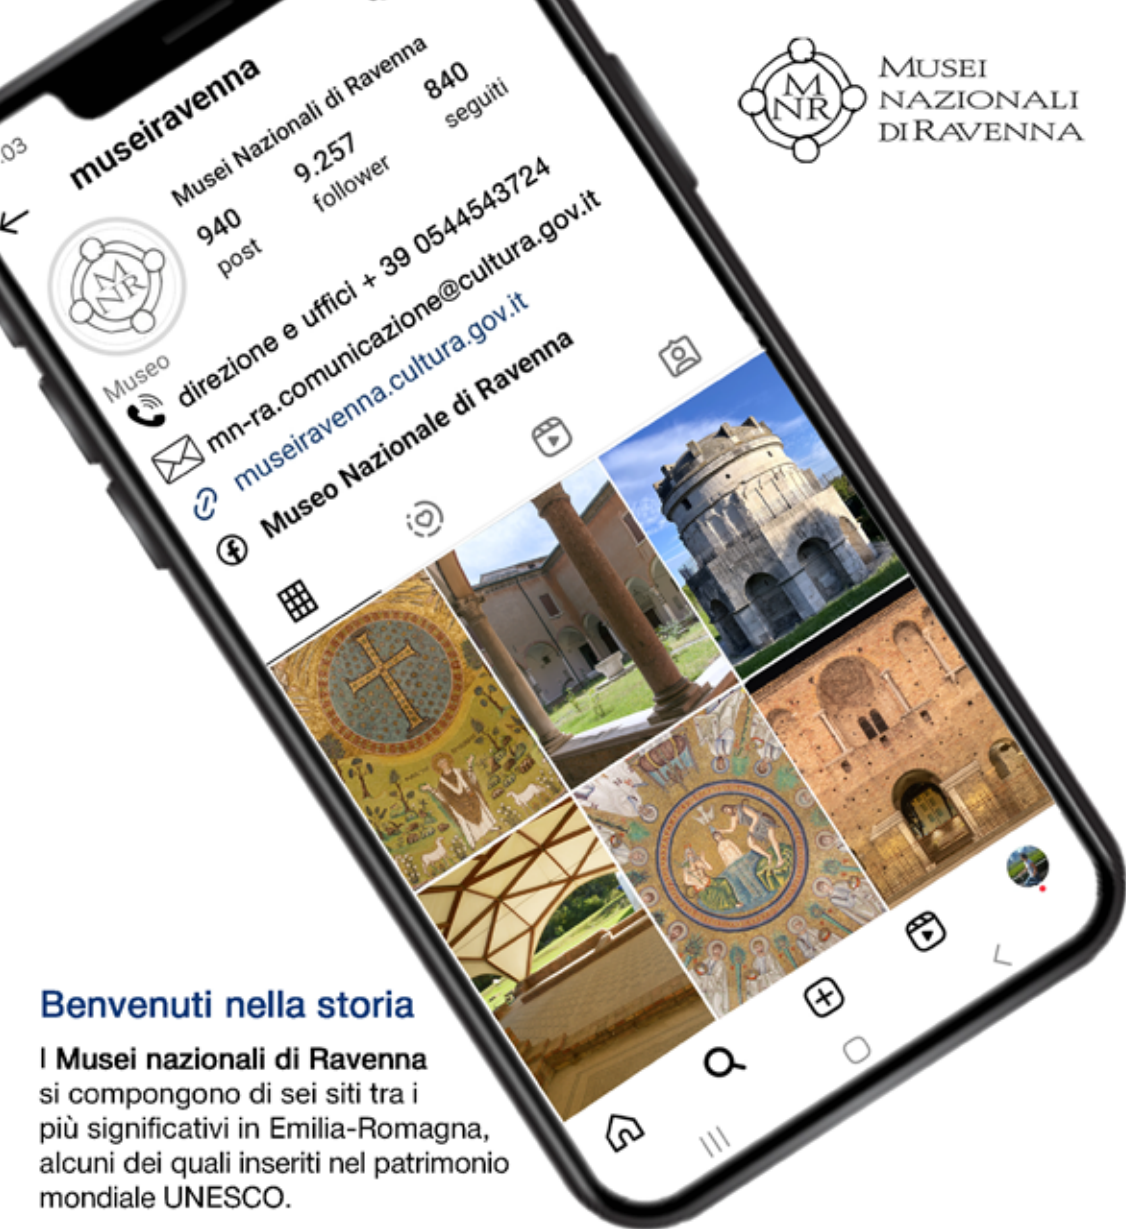 :03
museiravenna
Musei Nazionali di Ravenna
940
post
9.257
follower
840
seguiti
MNR
Museo
direzione e uffici + 39 0544543724
mn-ra.comunicazione@cultura.gov.it
museiravenna.cultura.gov.it
Museo Nazionale di Ravenna
MNR
MUSEI
NAZIONALI
DI RAVENNA
Benvenuti nella storia
I Musei nazionali di Ravenna
si compongono di sei siti tra i
più significativi in Emilia-Romagna,
alcuni dei quali inseriti nel patrimonio
mondiale UNESCO.